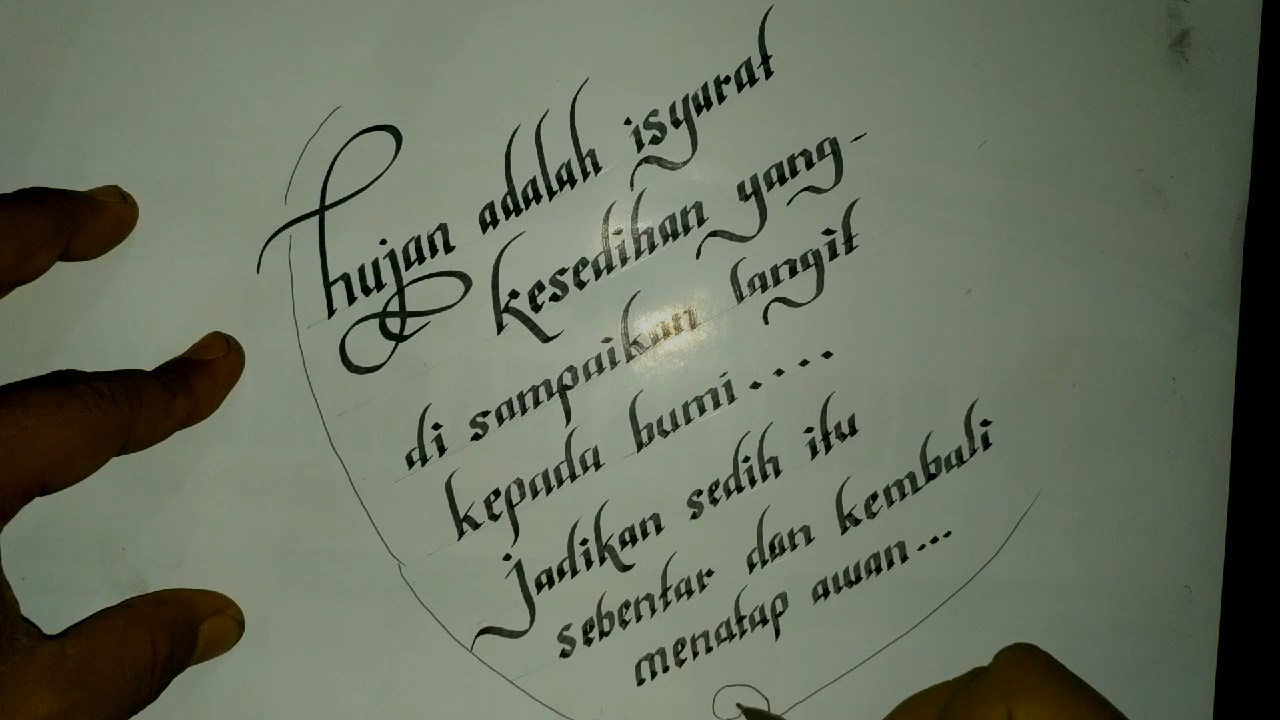 hujan adalah isyarat
kesedihan yang-
di sampaikan langit
kepada bumi....
jadikan sedih itu
sebentar dan kembali
menatap awan...